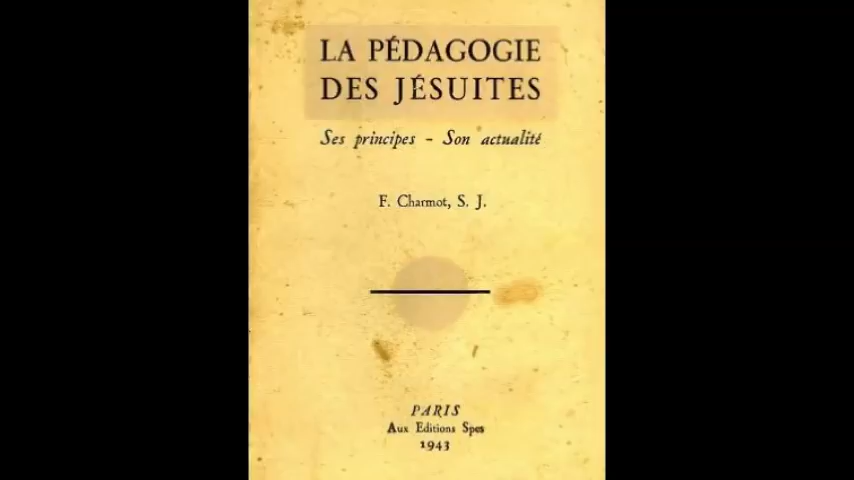 LA PÉDAGOGIE
DES JÉSUITES
Ses principes - Son actualité
F. Charmot, S. J.
PARIS
Aux Editions Spes
1943